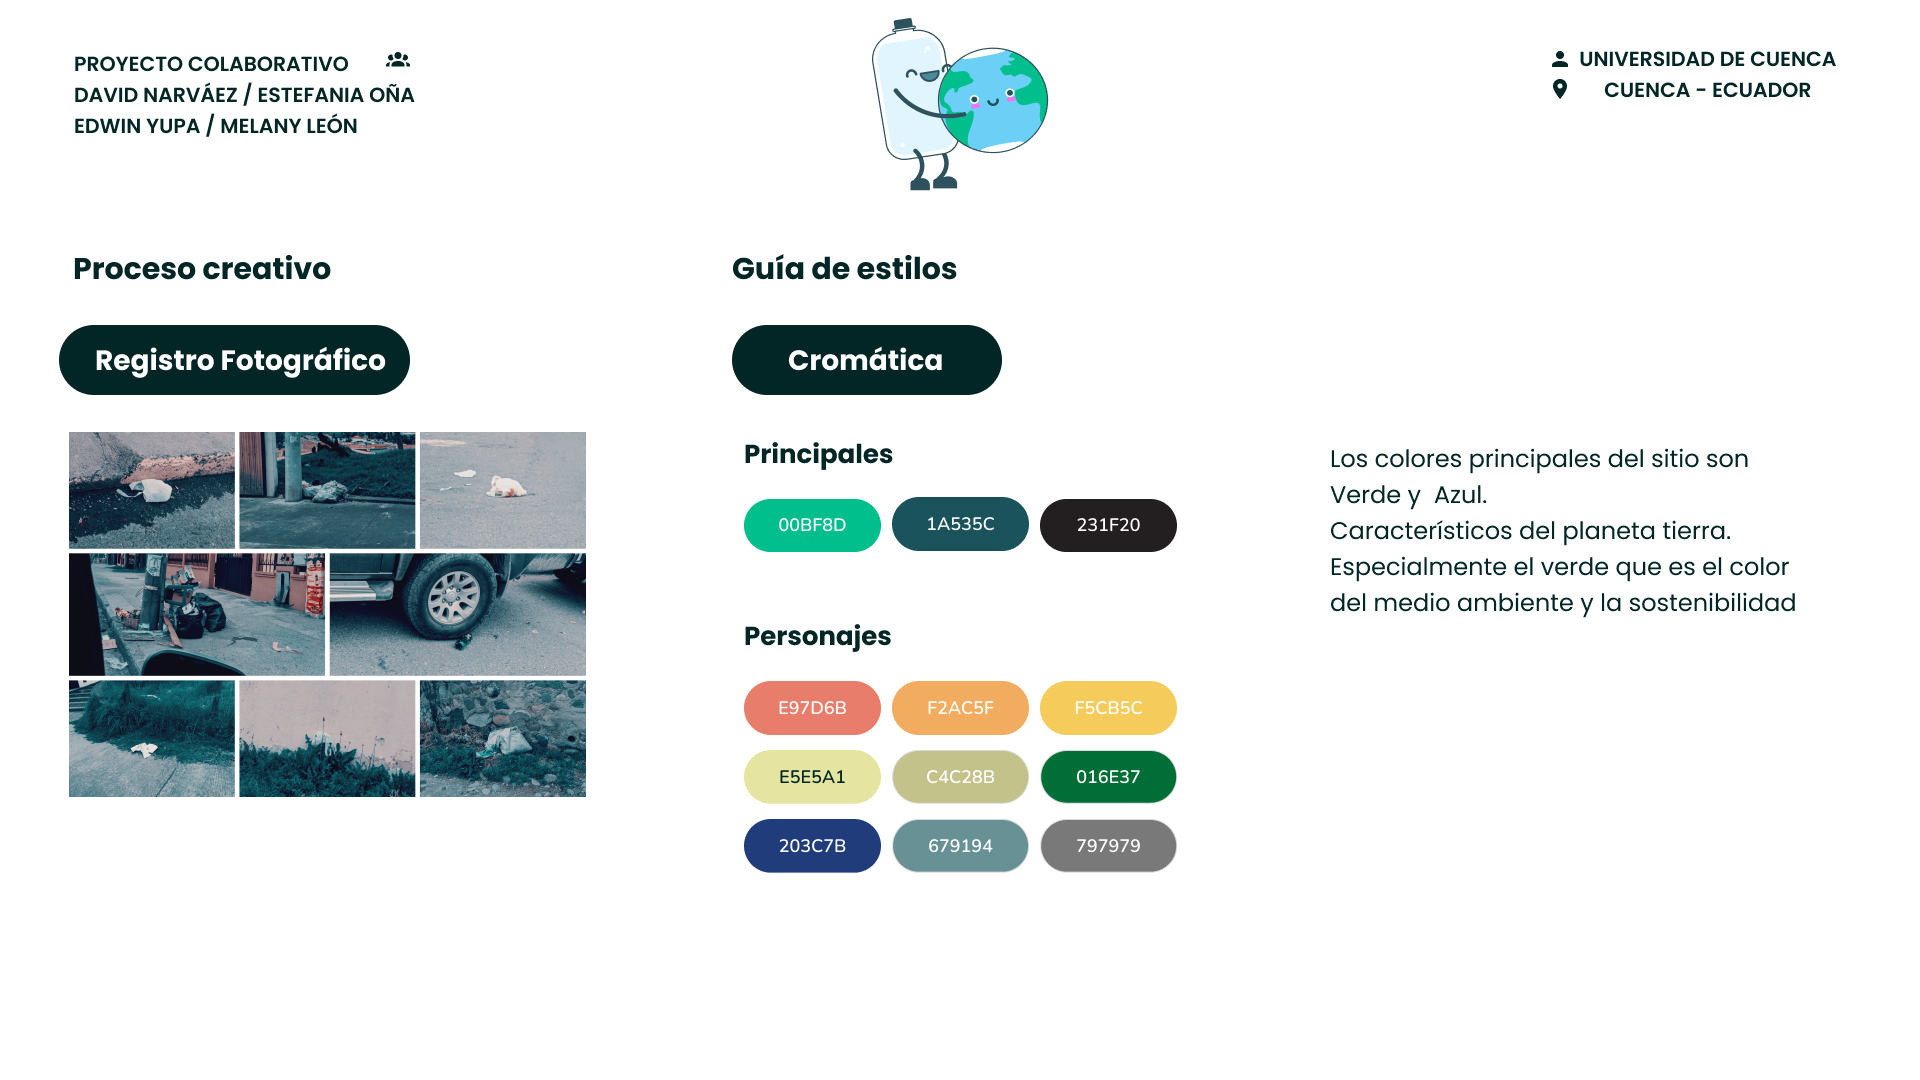 PROYECTO COLABORATIVO
DAVID NARVÁEZ / ESTEFANIA OÑA
EDWIN YUPA / MELANY LEÓN
UNIVERSIDAD DE CUENCA
CUENCA - ECUADOR
Proceso creativo
Registro Fotográfico
Guía de estilos
Cromática
Principales
00BF8D
1A535C
231F20
Personajes
E97D6B
F2AC5F
F5CB5C
E5E5A1
C4C28B
016E37
203C7B
679194
797979
Los colores principales del sitio son
Verde y  Azul.
Característicos del planeta tierra.
Especialmente el verde que es el color
del medio ambiente y la sostenibilidad